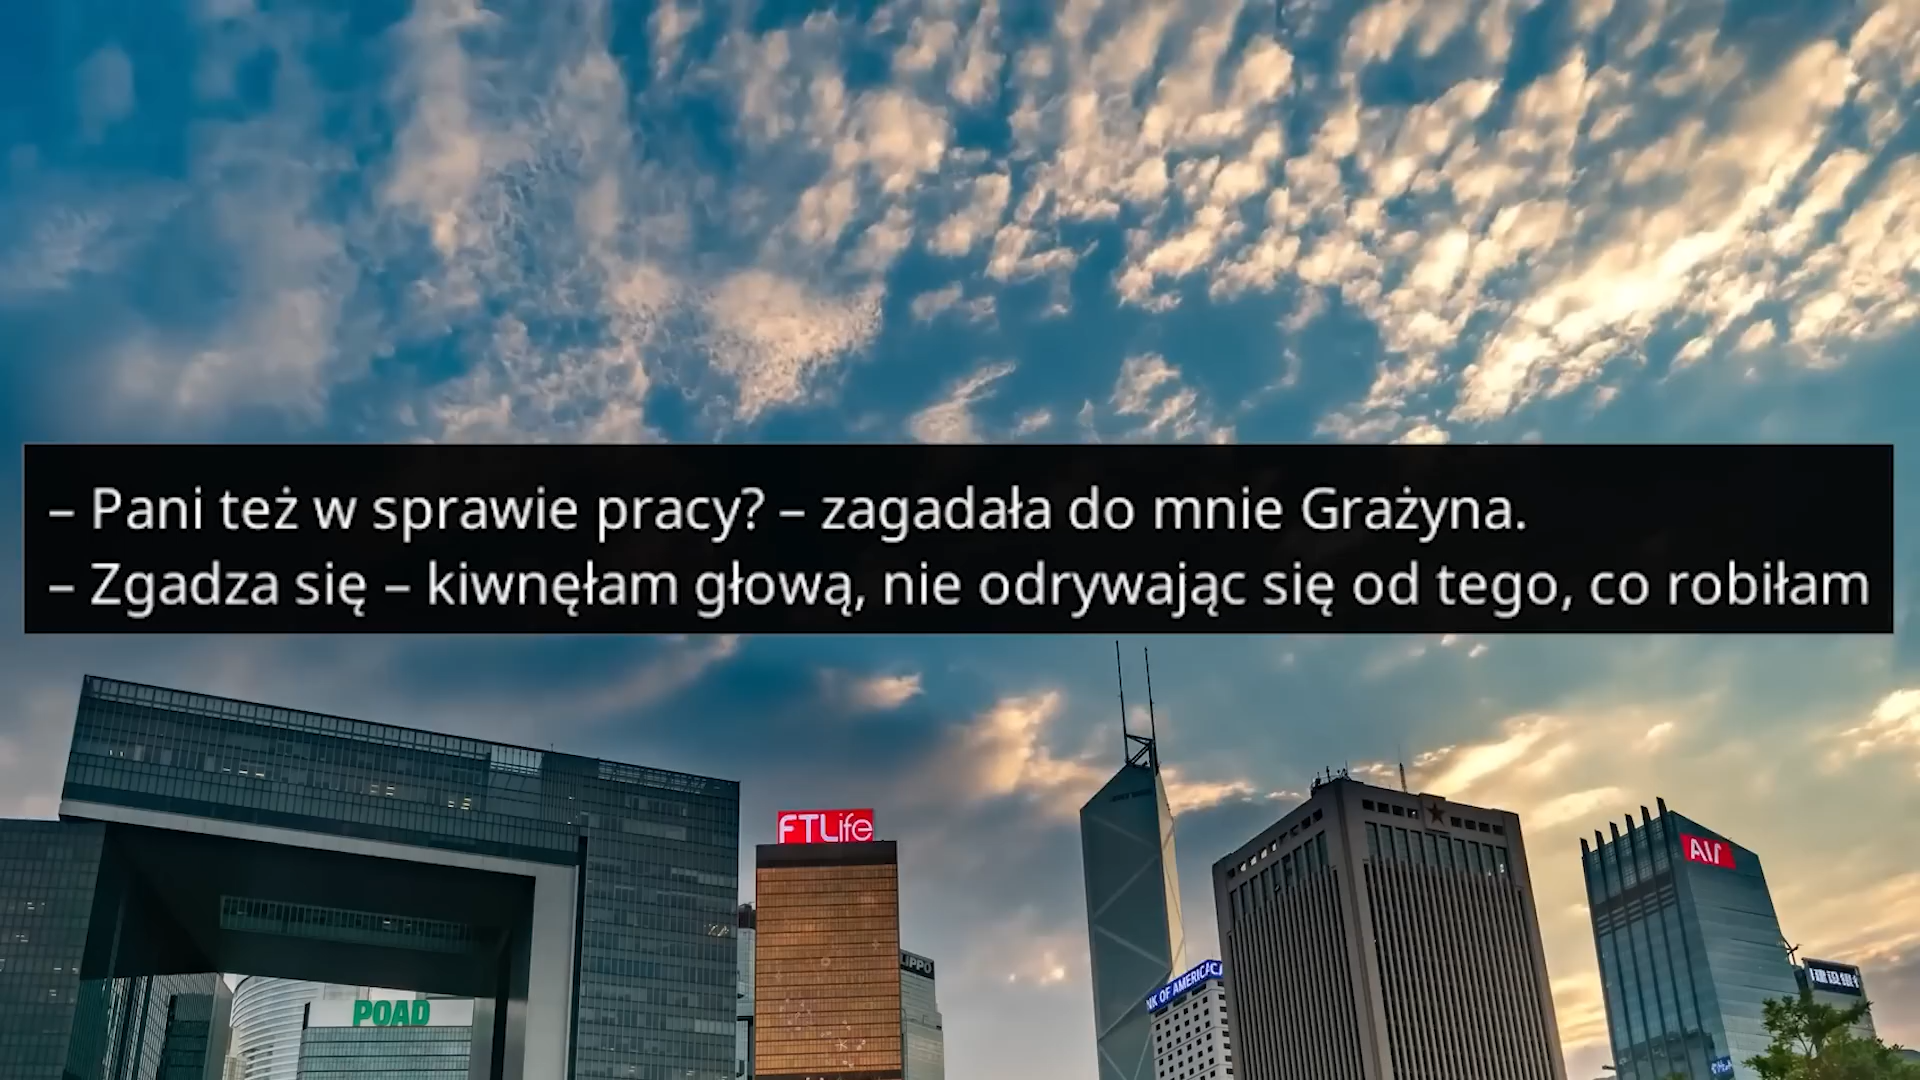 – Pani też w sprawie pracy? – zagadała do mnie Grażyna.
– Zgadza się – kiwnęłam głową, nie odrywając się od tego, co robiłam
FTLife
AIA
LIPPO
NK OF AMERICA
POAD